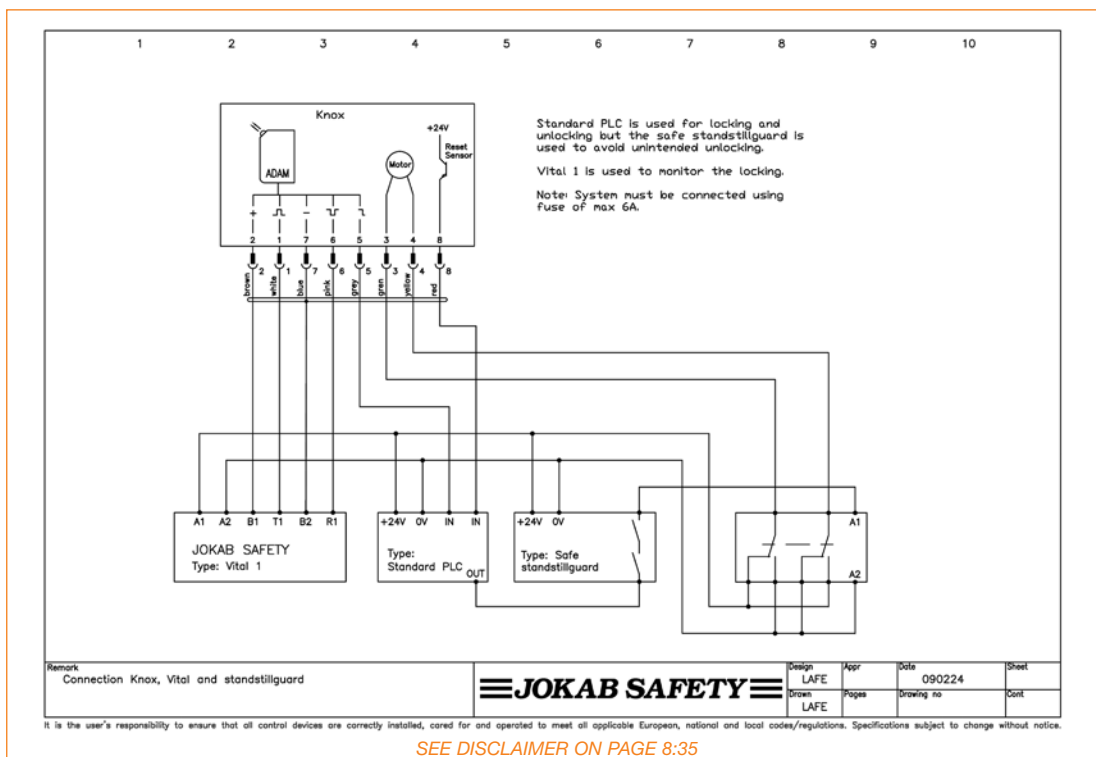 1 2 3 4 5 6 7 8 9 10
Knox
+24V
Reset
Sensor
Motor
ADAM
+ -
2 1 7 6 5 3 4 8
2 1 7 6 5 3 4 8
brown white blue pink grey gren yellow red
Standard PLC is used for locking and
unlocking but the safe standstillguard is
used to avoid unintended unlocking.
Vital 1 is used to monitor the locking.
Note: System must be connected using
fuse of max 6A.
A1 A2 B1 T1 B2 R1
JOKAB SAFETY
Type: Vital 1
+24V 0V IN IN
Type:
Standard PLC
OUT
+24V 0V
Type: Safe
standstillguard
A1
A2
Remark
Connection Knox, Vital and standstillguard
JOKAB SAFETY
Design
LAFE
Appr
Date
090224
Sheet
Drawn
LAFE
Pages
Drawing no
Cont
It is the user's responsibility to ensure that all control devices are correctly installed, cared for and operated to meet all applicable European, national and local codes/regulations. Specifications subject to change without notice.
SEE DISCLAIMER ON PAGE 8:35